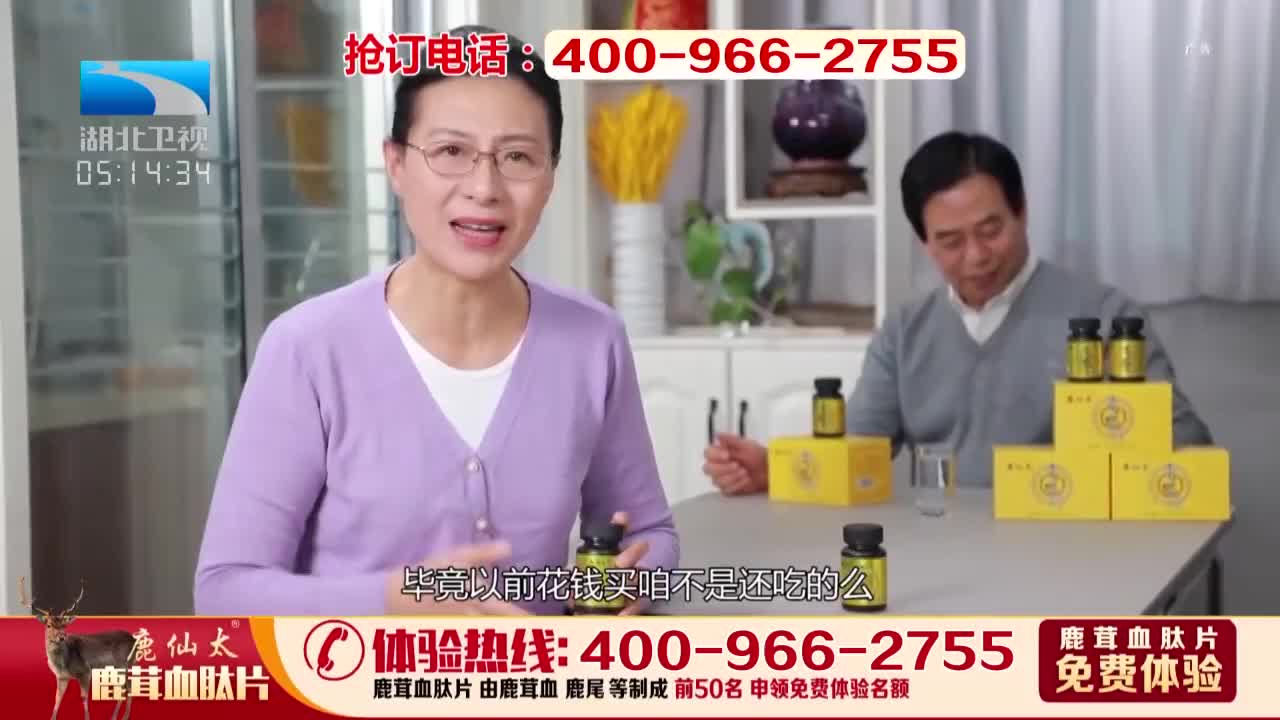 抢订电话：400-966-2755
广告
湖北卫视
05:14:34
毕竟以前花钱买咱不是还吃的么
鹿仙太®
鹿茸血肽片
体验热线：400-966-2755
鹿茸血肽片 由鹿茸血 鹿尾 等制成 前50名 申领免费体验名额
鹿茸血肽片
免费体验